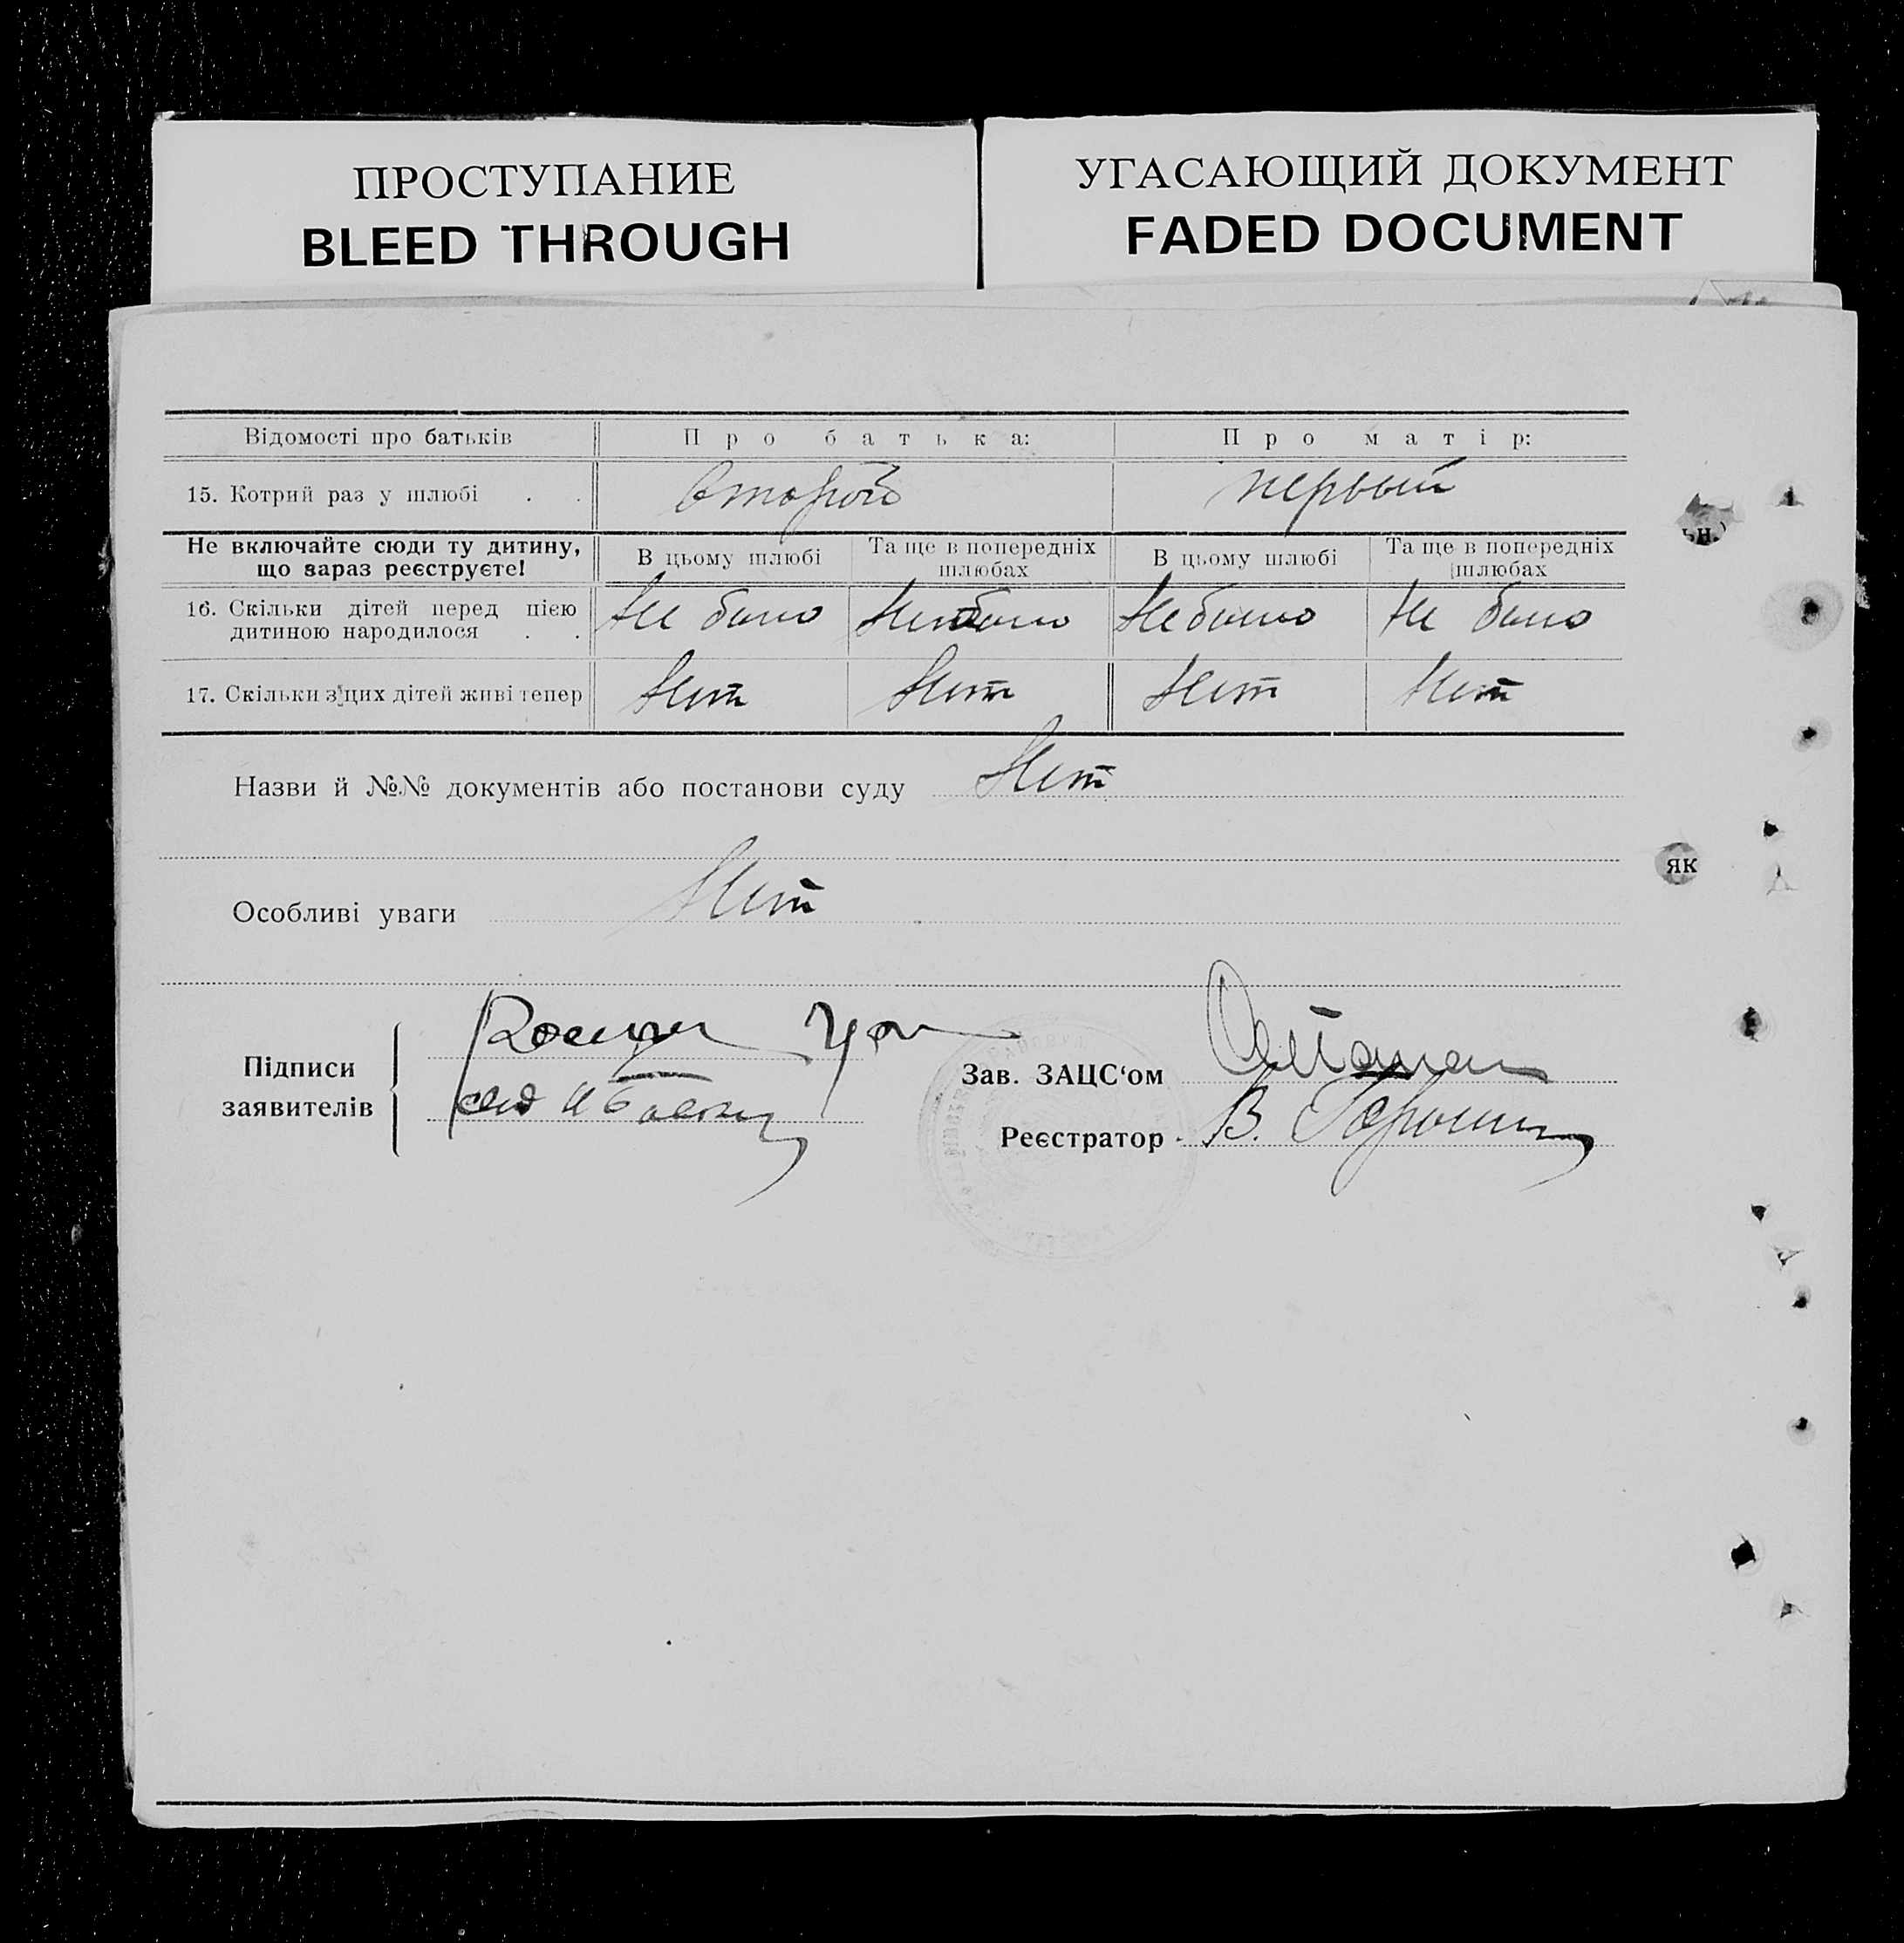 ПРОСТУПАНИЕ
BLEED THROUGH
УГАСАЮЩИЙ ДОКУМЕНТ
FADED DOCUMENT
Відомості про батьків Про батька: Про матір:
15. Котрий раз у шлюбі . . второй первый
Не включайте сюди ту дитину, що зараз реєструєте! В цьому шлюбі Та ще в попередніх шлюбах В цьому шлюбі Та ще в попередніх шлюбах
16. Скільки дітей перед цією дитиною народилося . . Не было Не было Не было Не было
17. Скільки з цих дітей живі тепер Нет Нет Нет Нет
Назви й №№ документів або постанови суду Нет
Особливі уваги Нет
Підписи заявителів
Зав. ЗАЦС‘ом
Реєстратор В.
ьн.)
як